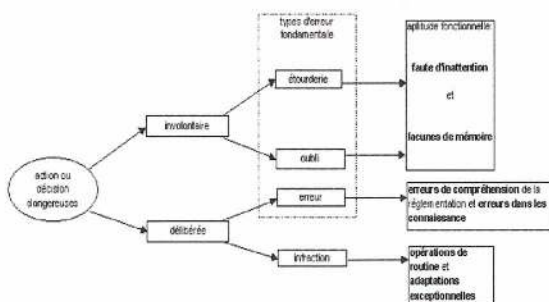 types d'erreur
fondamentale
aptitude fonctionnelle:
étourderie
faute d'inattention
et
involontaire
lacunes de mémoire
oubli
action ou
décision
dangereuses
erreur
erreurs de compréhension de la
réglementation et erreurs dans les
connaissance
délibérée
infraction
opérations de
routine et
adaptations
exceptionnelles